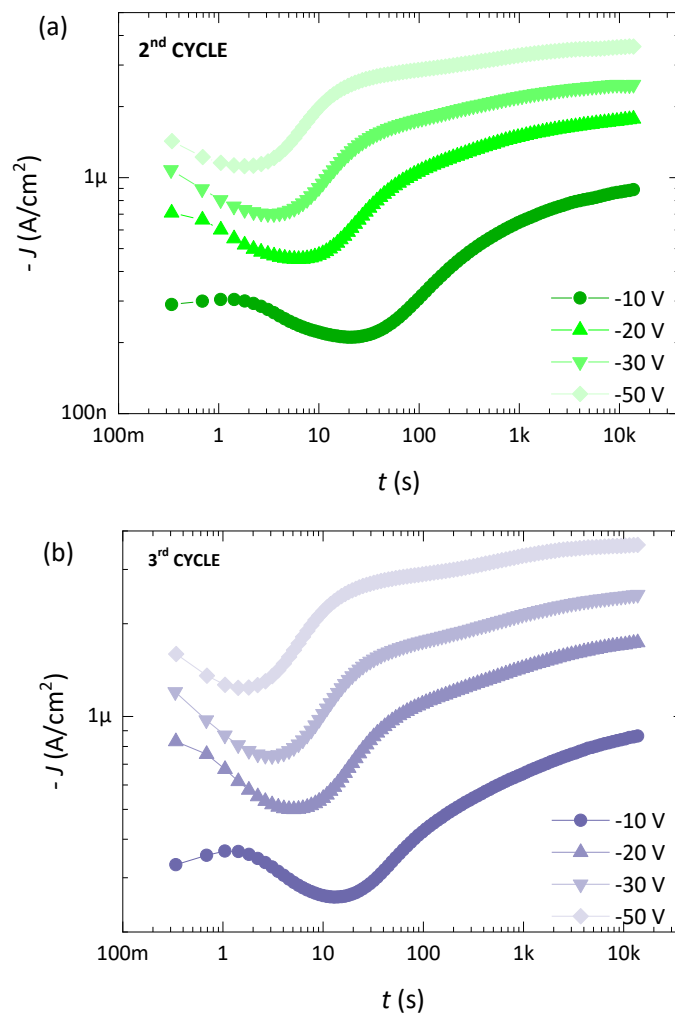 (a)
2nd CYCLE
1μ
100n
- J (A/cm2)
-10 V
-20 V
-30 V
-50 V
100m 1 10 100 1k 10k
t (s)
(b)
3rd CYCLE
1μ
- J (A/cm2)
-10 V
-20 V
-30 V
-50 V
100m 1 10 100 1k 10k
t (s)